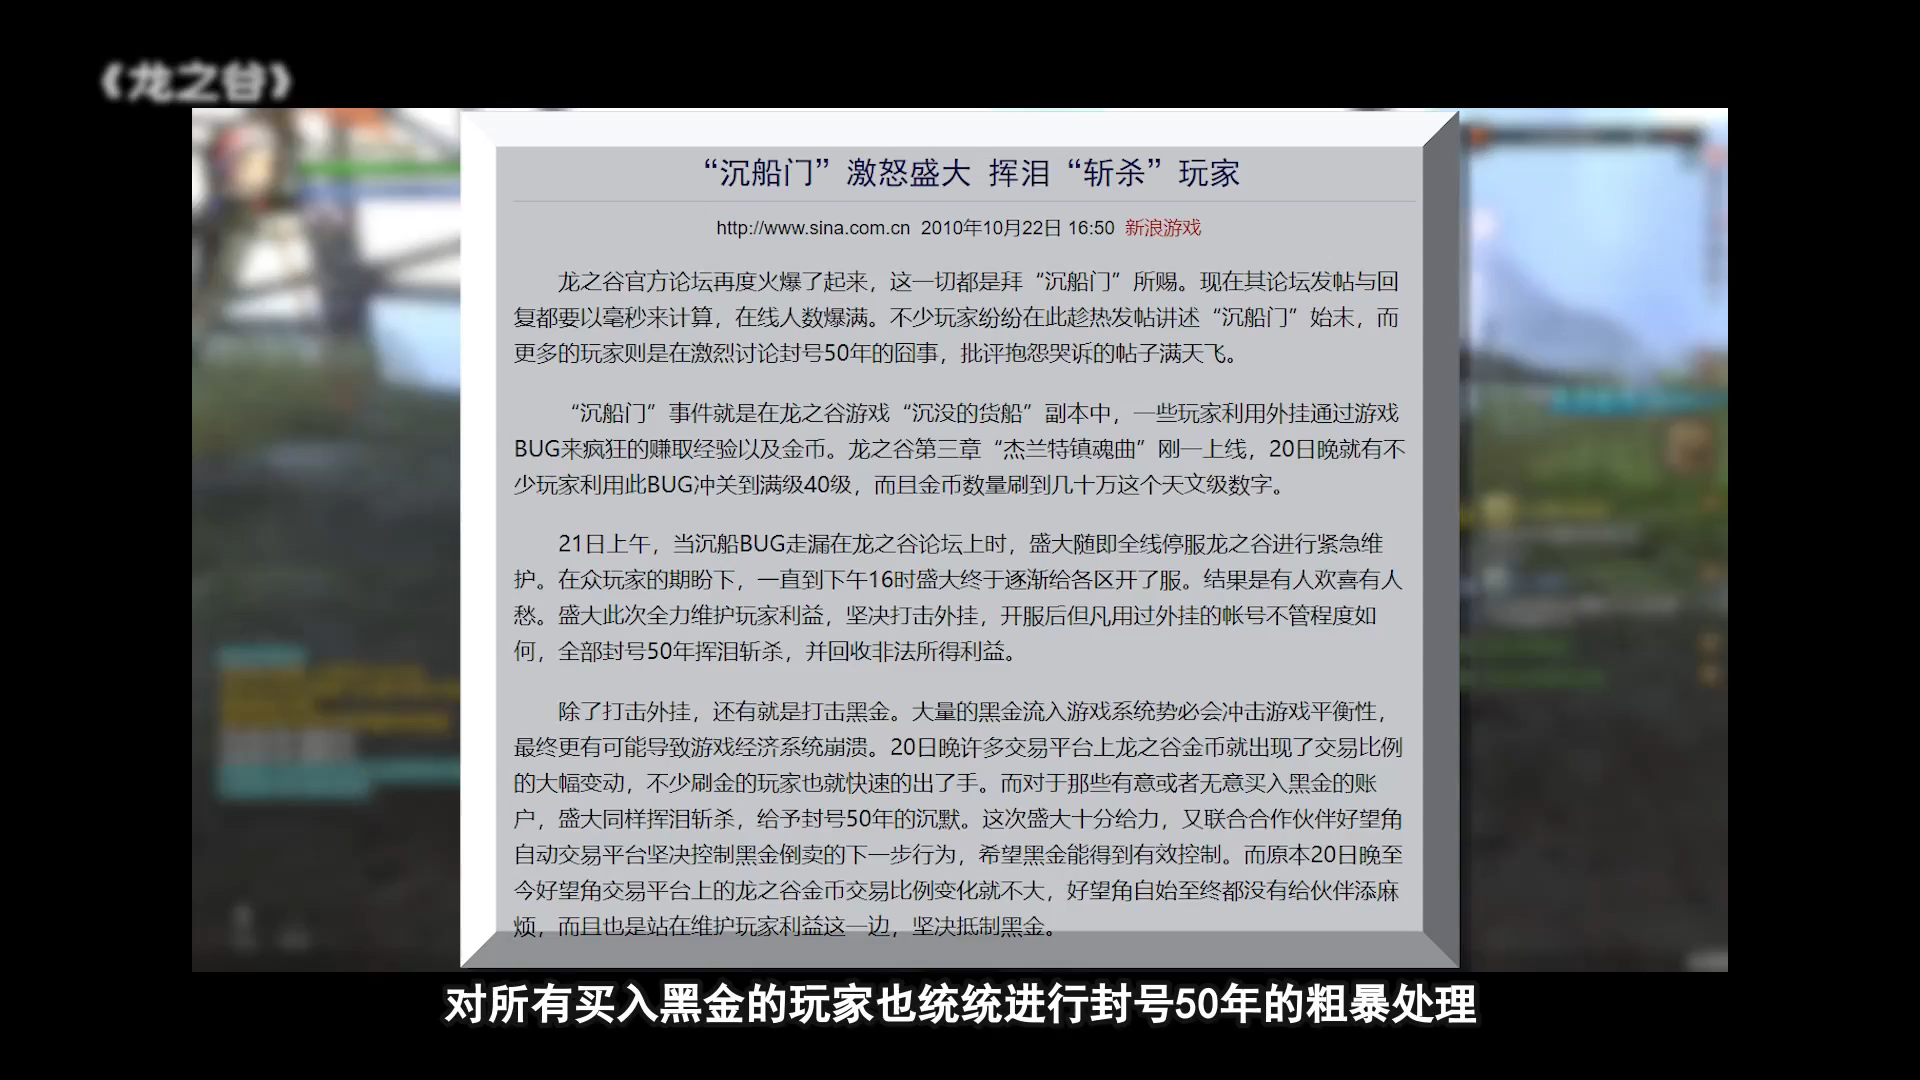 《龙之谷》
“沉船门”激怒盛大 挥泪“斩杀”玩家
http://www.sina.com.cn 2010年10月22日 16:50 新浪游戏
龙之谷官方论坛再度火爆了起来，这一切都是拜“沉船门”所赐。现在其论坛发帖与回
复都要以毫秒来计算，在线人数爆满。不少玩家纷纷在此趁热发帖讲述“沉船门”始末，而
更多的玩家则是在激烈讨论封号50年的囧事，批评抱怨哭诉的帖子满天飞。
“沉船门”事件就是在龙之谷游戏“沉没的货船”副本中，一些玩家利用外挂通过游戏
BUG来疯狂的赚取经验以及金币。龙之谷第三章“杰兰特镇魂曲”刚一上线，20日晚就有不
少玩家利用此BUG冲关到满级40级，而且金币数量刷到几十万这个天文级数字。
21日上午，当沉船BUG走漏在龙之谷论坛上时，盛大随即全线停服龙之谷进行紧急维
护。在众玩家的期盼下，一直到下午16时盛大终于逐渐给各区开了服。结果是有人欢喜有人
愁。盛大此次全力维护玩家利益，坚决打击外挂，开服后但凡用过外挂的帐号不管程度如
何，全部封号50年挥泪斩杀，并回收非法所得利益。
除了打击外挂，还有就是打击黑金。大量的黑金流入游戏系统势必会冲击游戏平衡性，
最终更有可能导致游戏经济系统崩溃。20日晚许多交易平台上龙之谷金币就出现了交易比例
的大幅变动，不少刷金的玩家也就快速的出了手。而对于那些有意或者无意买入黑金的账
户，盛大同样挥泪斩杀，给予封号50年的沉默。这次盛大十分给力，又联合合作伙伴好望角
自动交易平台坚决控制黑金倒卖的下一步行为，希望黑金能得到有效控制。而原本20日晚至
今好望角交易平台上的龙之谷金币交易比例变化就不大，好望角自始至终都没有给伙伴添麻
烦，而且也是站在维护玩家利益这一边，坚决抵制黑金。
对所有买入黑金的玩家也统统进行封号50年的粗暴处理